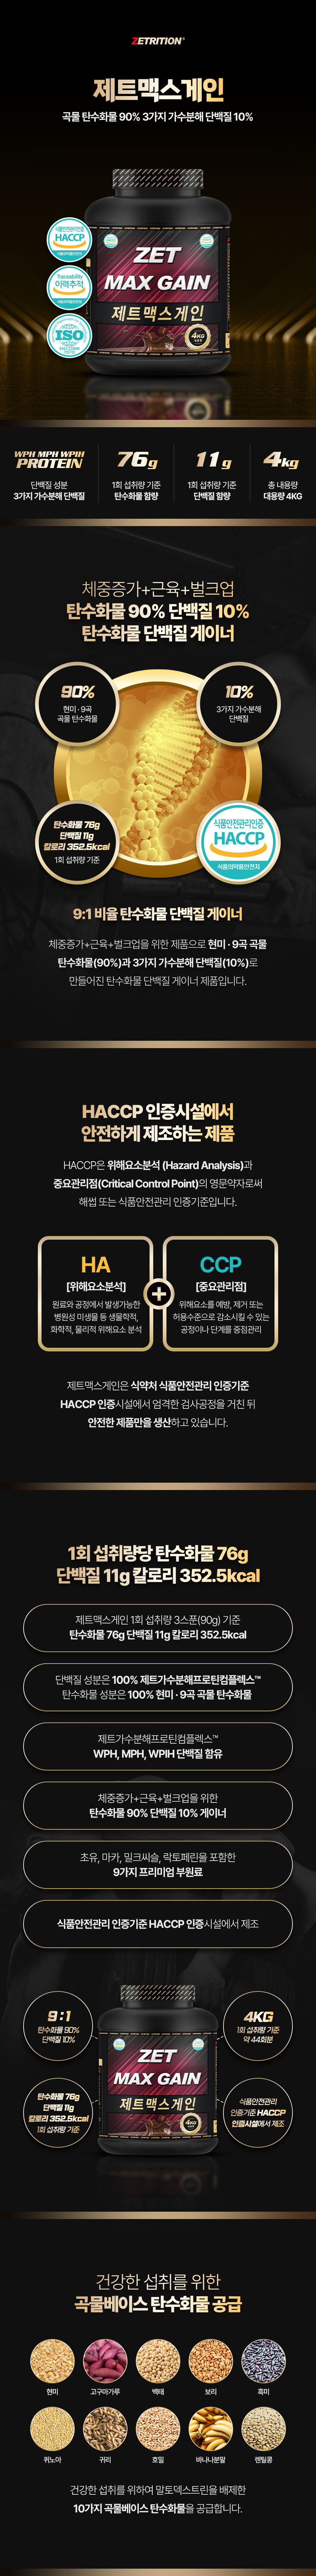 ZETRITION
제트맥스게인
곡물 탄수화물 90% 3가지 가수분해 단백질 10%
식품안전관리인증
HACCP
식품의약품안전처
Traceability
이력추적
식품의약품안전처
ISO
ISO 22000
ZET
MAX GAIN
제트맥스게인
4KG
WPH MPH WPIH
PROTEIN
단백질 성분
3가지 가수분해 단백질
76g
1회 섭취량 기준
탄수화물 함량
11g
1회 섭취량 기준
단백질 함량
4kg
총 내용량
대용량 4KG
체중증가+근육+벌크업
탄수화물 90% 단백질 10%
탄수화물 단백질 게이너
90%
현미 · 9곡
곡물 탄수화물
10%
3가지 가수분해
단백질
탄수화물 76g
단백질 11g
칼로리 352.5kcal
1회 섭취량 기준
식품안전관리인증
HACCP
식품의약품안전처
9:1 비율 탄수화물 단백질 게이너
체중증가+근육+벌크업을 위한 제품으로 현미 · 9곡 곡물
탄수화물(90%)과 3가지 가수분해 단백질(10%)로
만들어진 탄수화물 단백질 게이너 제품입니다.
HACCP 인증시설에서
안전하게 제조하는 제품
HACCP은 위해요소분석 (Hazard Analysis)과
중요관리점(Critical Control Point)의 영문약자로써
해썹 또는 식품안전관리 인증기준입니다.
HA
[위해요소분석]
원료와 공정에서 발생가능한
병원성 미생물 등 생물학적,
화학적, 물리적 위해요소 분석
+
CCP
[중요관리점]
위해요소를 예방, 제거 또는
허용수준으로 감소시킬 수 있는
공정이나 단계를 중점관리
제트맥스게인은 식약처 식품안전관리 인증기준
HACCP 인증시설에서 엄격한 검사공정을 거친 뒤
안전한 제품만을 생산하고 있습니다.
1회 섭취량당 탄수화물 76g
단백질 11g 칼로리 352.5kcal
제트맥스게인 1회 섭취량 3스푼(90g) 기준
탄수화물 76g 단백질 11g 칼로리 352.5kcal
단백질 성분은 100% 제트가수분해프로틴컴플렉스™
탄수화물 성분은 100% 현미 · 9곡 곡물 탄수화물
제트가수분해프로틴컴플렉스™
WPH, MPH, WPIH 단백질 함유
체중증가+근육+벌크업을 위한
탄수화물 90% 단백질 10% 게이너
초유, 마카, 밀크씨슬, 락토페린을 포함한
9가지 프리미엄 부원료
식품안전관리 인증기준 HACCP 인증시설에서 제조
9:1
탄수화물 90%
단백질 10%
4KG
1회 섭취량 기준
약 44회분
ZET
MAX GAIN
제트맥스게인
4KG
탄수화물 76g
단백질 11g
칼로리 352.5kcal
1회 섭취량 기준
식품안전관리
인증기준 HACCP
인증시설에서 제조
건강한 섭취를 위한
곡물베이스 탄수화물 공급
현미
고구마가루
백태
보리
흑미
퀴노아
귀리
호밀
바나나분말
렌틸콩
건강한 섭취를 위하여 말토덱스트린을 배제한
10가지 곡물베이스 탄수화물을 공급합니다.